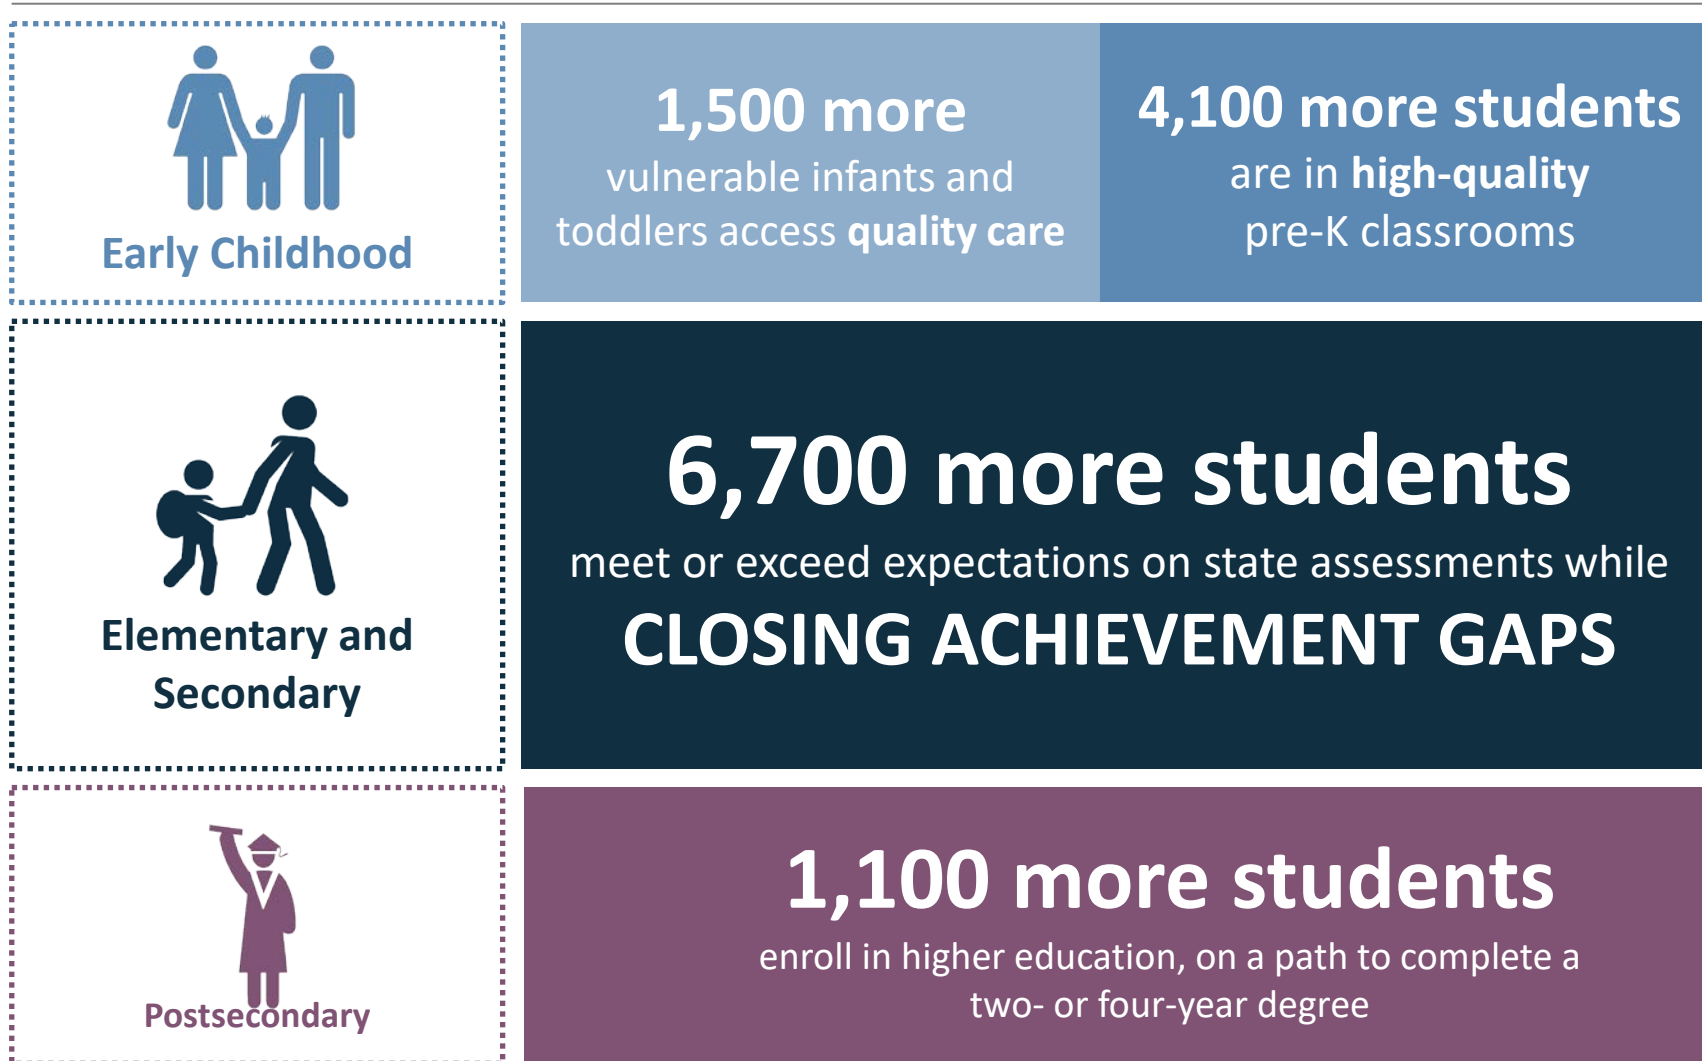 Early Childhood
1,500 more
vulnerable infants and
toddlers access quality care
4,100 more students
are in high-quality
pre-K classrooms
Elementary and
Secondary
6,700 more students
meet or exceed expectations on state assessments while
CLOSING ACHIEVEMENT GAPS
Postsecondary
1,100 more students
enroll in higher education, on a path to complete a
two- or four-year degree